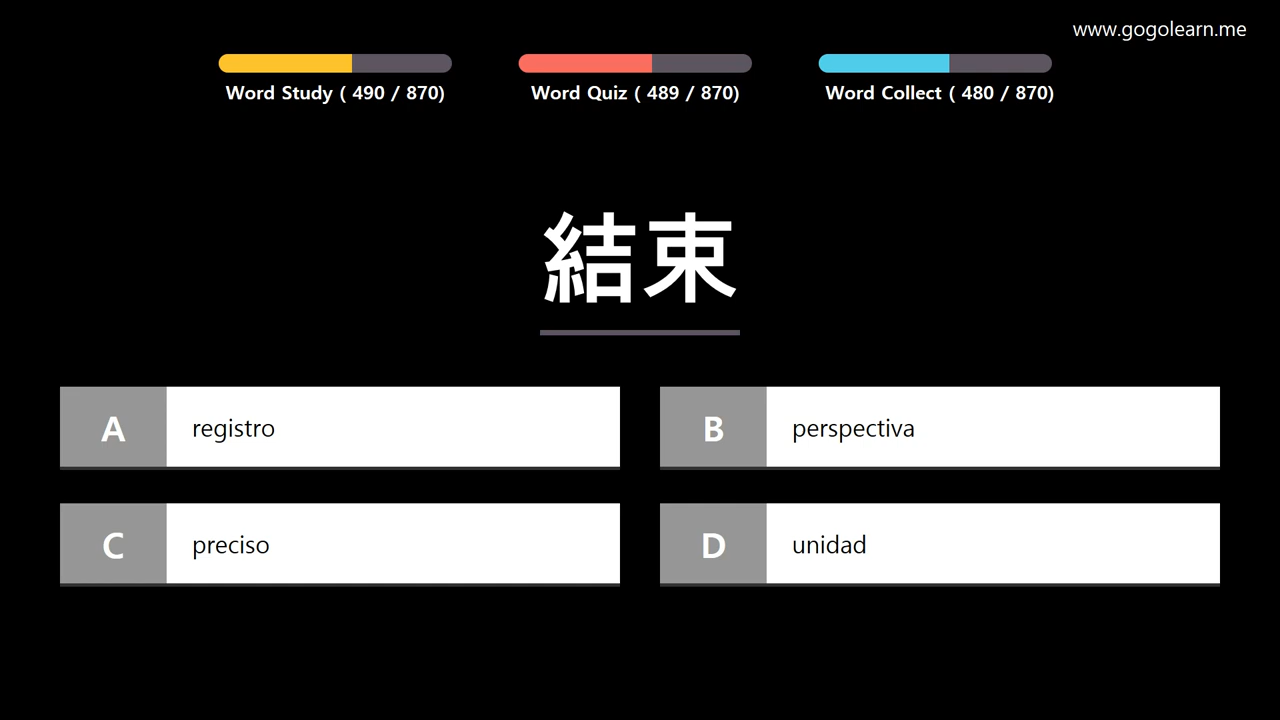 www.gogolearn.me
Word Study ( 490 / 870)
Word Quiz ( 489 / 870)
Word Collect ( 480 / 870)
結束
A registro
B perspectiva
C preciso
D unidad